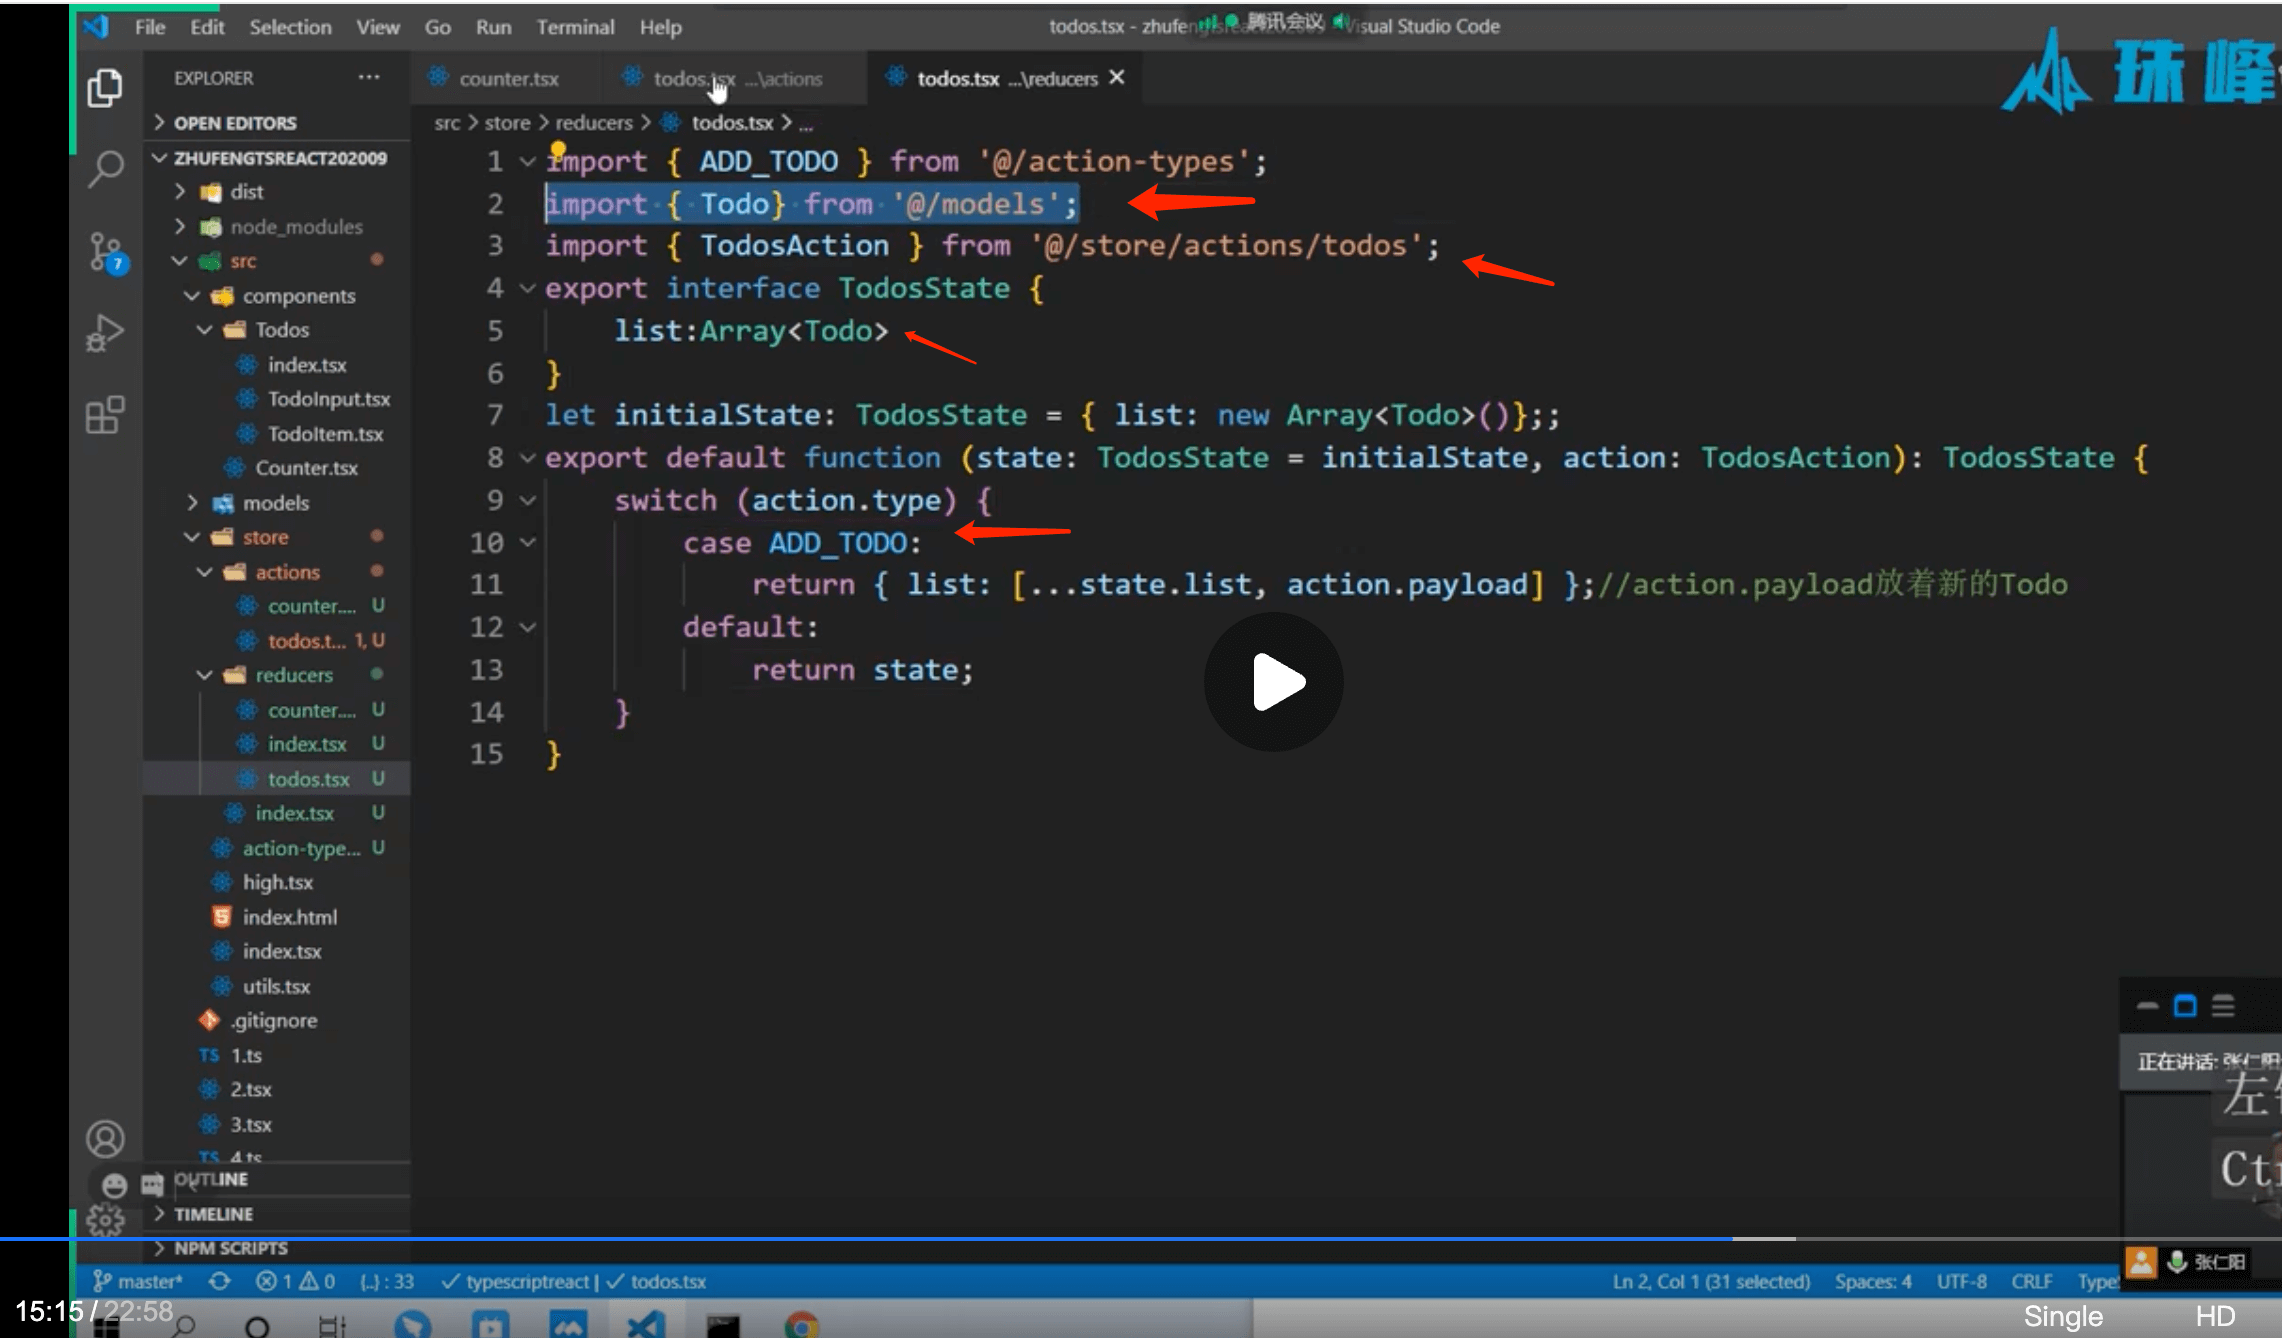 File Edit Selection View Go Run Terminal Help
todos.tsx - zhufengtsreact202009 - Visual Studio Code
腾讯会议
珠峰
EXPLORER ...
counter.tsx
todos.tsx ...\actions
todos.tsx ...\reducers
OPEN EDITORS
src > store > reducers > todos.tsx > ...
ZHUFENGTSREACT202009
dist
node_modules
src
components
Todos
index.tsx
TodoInput.tsx
TodoItem.tsx
Counter.tsx
models
store
actions
counter.... U
todos.t... 1, U
reducers
counter.... U
index.tsx U
todos.tsx U
index.tsx U
action-type... U
high.tsx
index.html
index.tsx
utils.tsx
.gitignore
TS 1.ts
2.tsx
3.tsx
TS 4.ts
OUTLINE
TIMELINE
NPM SCRIPTS
7
1 import { ADD_TODO } from '@/action-types';
2 import { Todo} from '@/models';
3 import { TodosAction } from '@/store/actions/todos';
4 export interface TodosState {
5 list:Array<Todo>
6 }
7 let initialState: TodosState = { list: new Array<Todo>()};;
8 export default function (state: TodosState = initialState, action: TodosAction): TodosState {
9 switch (action.type) {
10 case ADD_TODO:
11 return { list: [...state.list, action.payload] };//action.payload放着新的Todo
12 default:
13 return state;
14 }
15 }
正在讲话: 张仁阳
左
张仁阳
master* 1 0 {..} : 33 typescriptreact | todos.tsx
Ln 2, Col 1 (31 selected) Spaces: 4 UTF-8 CRLF
15:15 / 22:58
Single HD